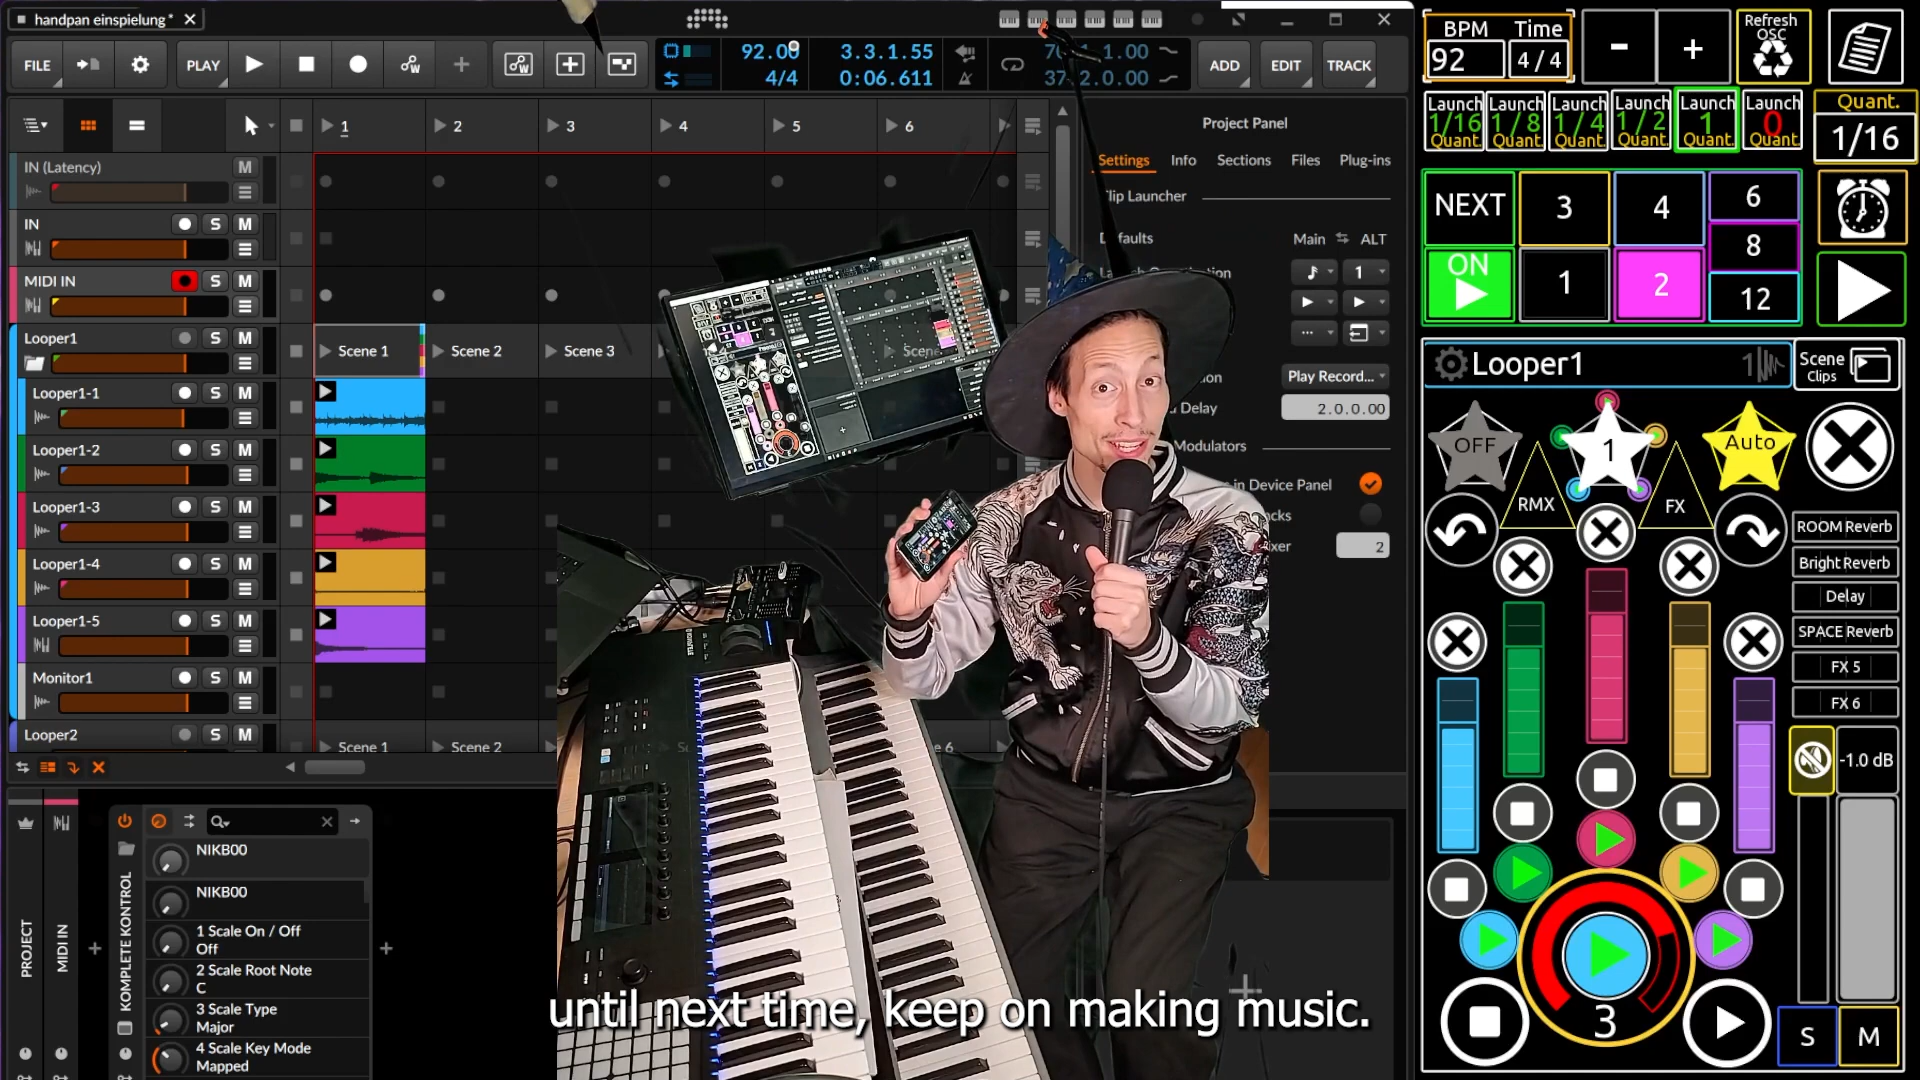 handpan einspielung*
FILE
PLAY
92.00
4/4
3.3.1.55
0:06.611
ADD
EDIT
TRACK
1
2
3
4
5
6
IN (Latency)
M
IN
S
M
MIDI IN
S
M
Looper1
S
M
Scene 1
Scene 2
Scene 3
Looper1-1
S
M
Looper1-2
S
M
Looper1-3
S
M
Looper1-4
S
M
Looper1-5
S
M
Monitor1
S
M
Looper2
S
M
Scene 1
Scene 2
Project Panel
Settings
Info
Sections
Files
Plug-ins
Main
ALT
1
Play Record...
Delay
2.0.0.00
Modulators
in Device Panel
2
PROJECT
MIDI IN
KOMPLETE KONTROL
NIKB00
NIKB00
1 Scale On / Off
Off
2 Scale Root Note
C
3 Scale Type
Major
4 Scale Key Mode
Mapped
until next time, keep on making music.
BPM
92
Time
4 / 4
-
+
Refresh
OSC
Launch
1/16
Quant.
Launch
1/8
Quant.
Launch
1/4
Quant.
Launch
1/2
Quant.
Launch
1
Quant.
Launch
0
Quant.
Quant.
1/16
NEXT
3
4
6
8
ON
1
2
12
Looper1
Scene
Clips
OFF
1
Auto
RMX
FX
ROOM Reverb
Bright Reverb
Delay
SPACE Reverb
FX 5
FX 6
-1.0 dB
3
S
M